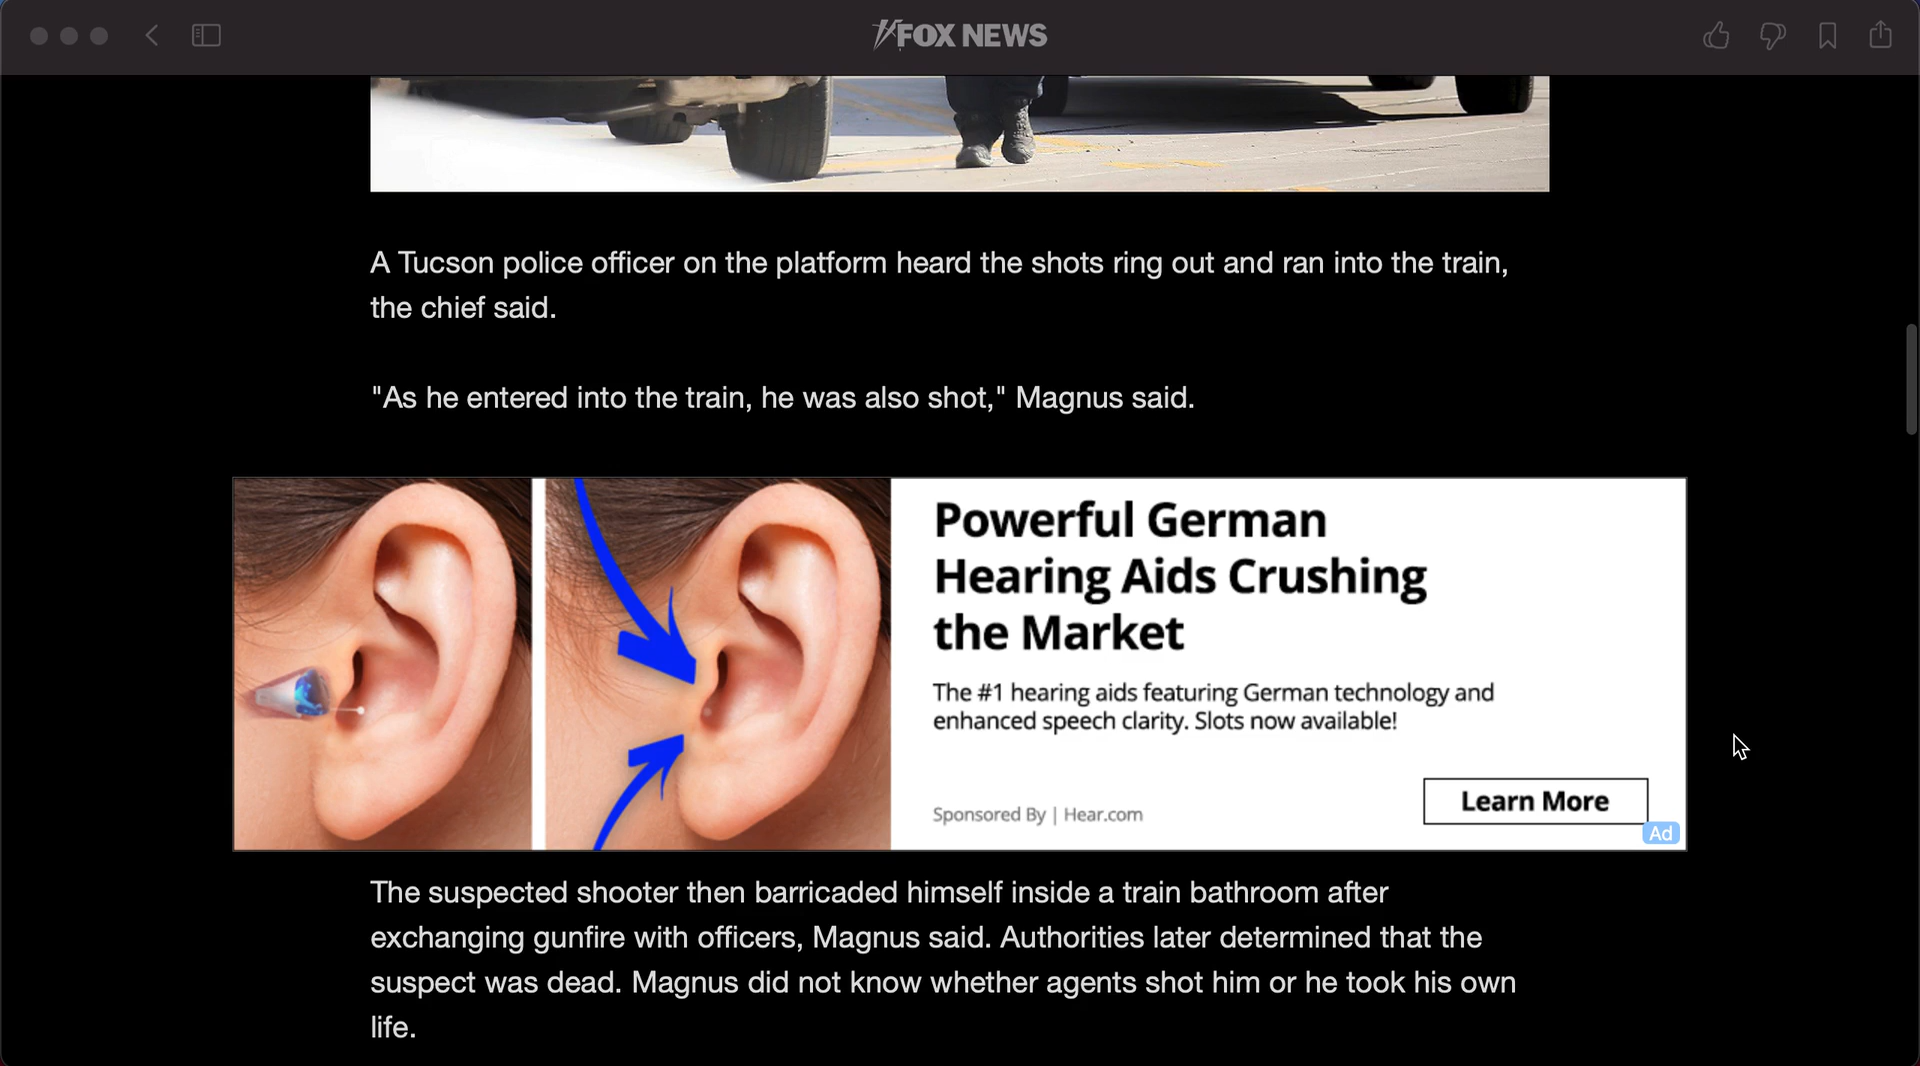 FOX NEWS
A Tucson police officer on the platform heard the shots ring out and ran into the train,
the chief said.
"As he entered into the train, he was also shot," Magnus said.
Powerful German
Hearing Aids Crushing
the Market
The #1 hearing aids featuring German technology and
enhanced speech clarity. Slots now available!
Sponsored By | Hear.com
Learn More
Ad
The suspected shooter then barricaded himself inside a train bathroom after
exchanging gunfire with officers, Magnus said. Authorities later determined that the
suspect was dead. Magnus did not know whether agents shot him or he took his own
life.